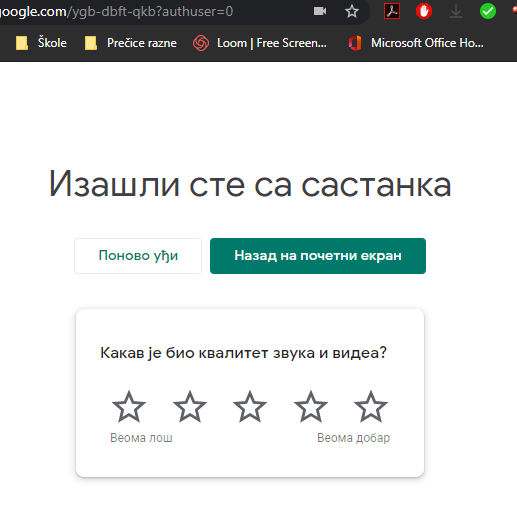 google.com/ygb-dbft-qkb?authuser=0
Škole Prečice razne Loom | Free Screen... Microsoft Office Ho...
Изашли сте са састанка
Поново уђи Назад на почетни екран
Какав је био квалитет звука и видеа?
Веома лош Веома добар